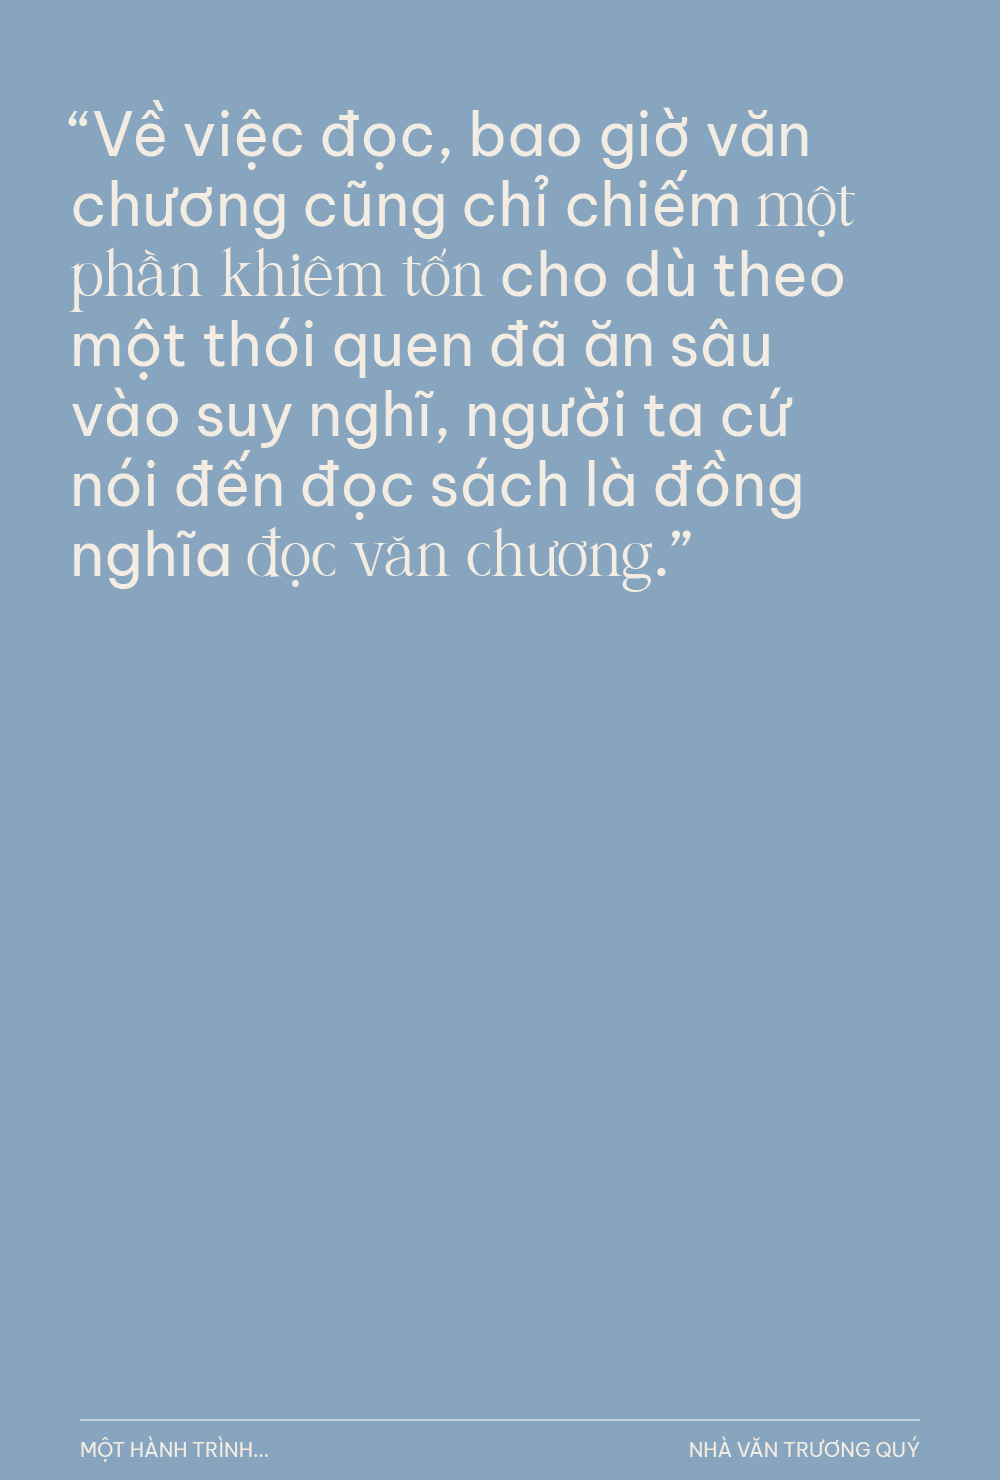 “Về việc đọc, bao giờ văn
chương cũng chỉ chiếm một
phần khiêm tốn cho dù theo
một thói quen đã ăn sâu
vào suy nghĩ, người ta cứ
nói đến đọc sách là đồng
nghĩa đọc văn chương.”
MỘT HÀNH TRÌNH...
NHÀ VĂN TRƯƠNG QUÝ